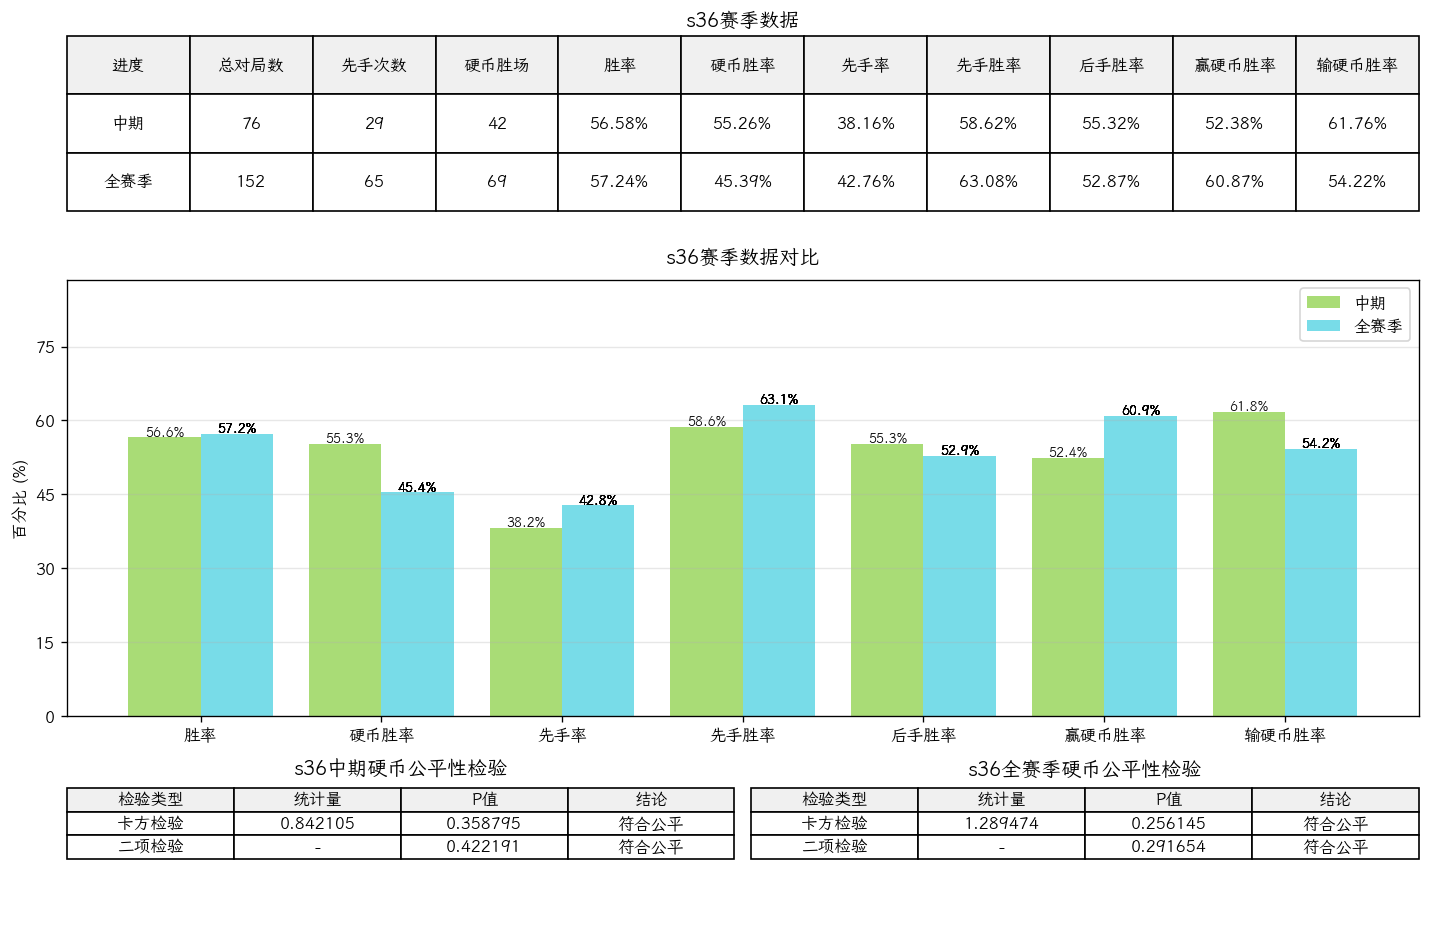 s36赛季数据
进度 总对局数 先手次数 硬币胜场 胜率 硬币胜率 先手率 先手胜率 后手胜率 赢硬币胜率 输硬币胜率
中期 76 29 42 56.58% 55.26% 38.16% 58.62% 55.32% 52.38% 61.76%
全赛季 152 65 69 57.24% 45.39% 42.76% 63.08% 52.87% 60.87% 54.22%
s36赛季数据对比
中期
全赛季
百分比 (%)
75
60
45
30
15
0
56.6% 57.2% 55.3% 45.4% 38.2% 42.8% 58.6% 63.1% 55.3% 52.9% 52.4% 60.9% 61.8% 54.2%
胜率 硬币胜率 先手率 先手胜率 后手胜率 赢硬币胜率 输硬币胜率
s36中期硬币公平性检验
检验类型 统计量 P值 结论
卡方检验 0.842105 0.358795 符合公平
二项检验 - 0.422191 符合公平
s36全赛季硬币公平性检验
检验类型 统计量 P值 结论
卡方检验 1.289474 0.256145 符合公平
二项检验 - 0.291654 符合公平